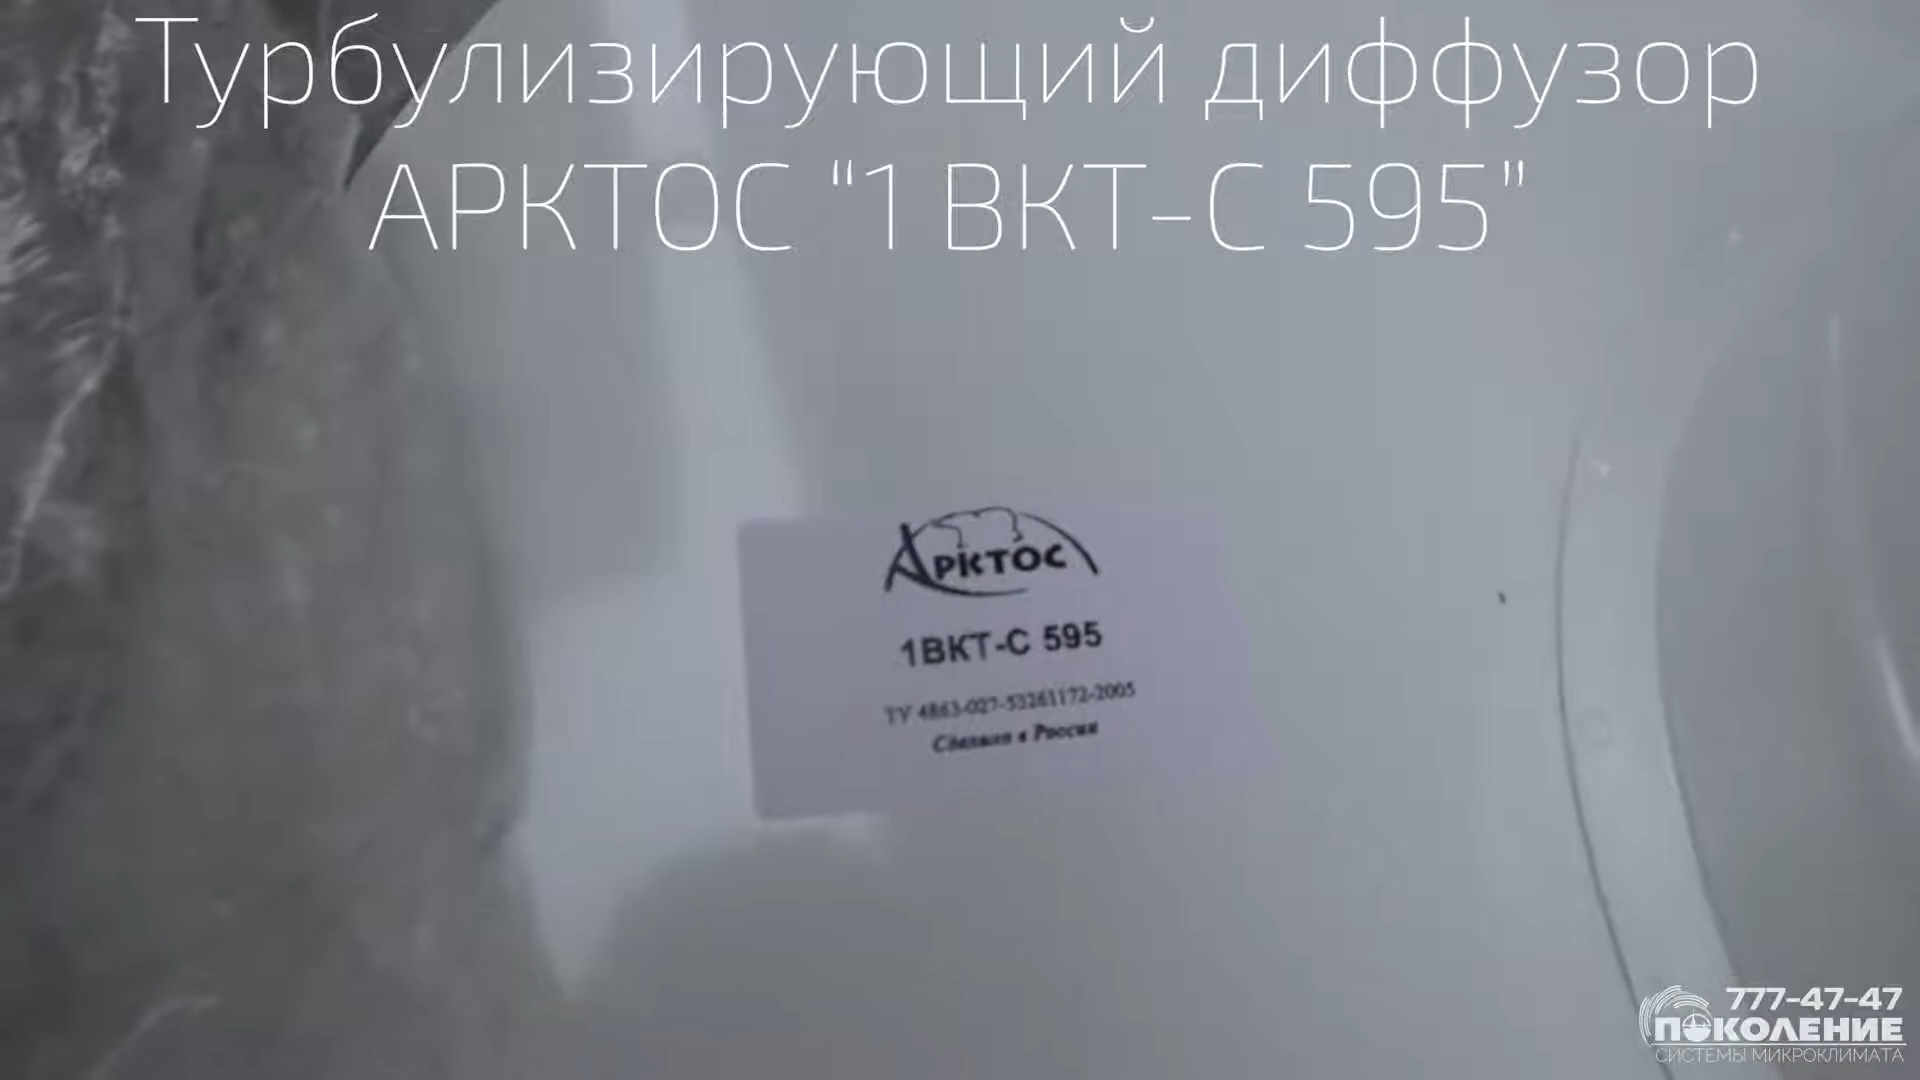 Турбулизирующий диффузор
АРКТОС “1 ВКТ-С 595"
Арктос
1ВКТ-С 595
ТУ 4863-027-53261172-2005
Сделано в России
777-47-47
ПОКОЛЕНИЕ
СИСТЕМЫ МИКРОКЛИМАТА